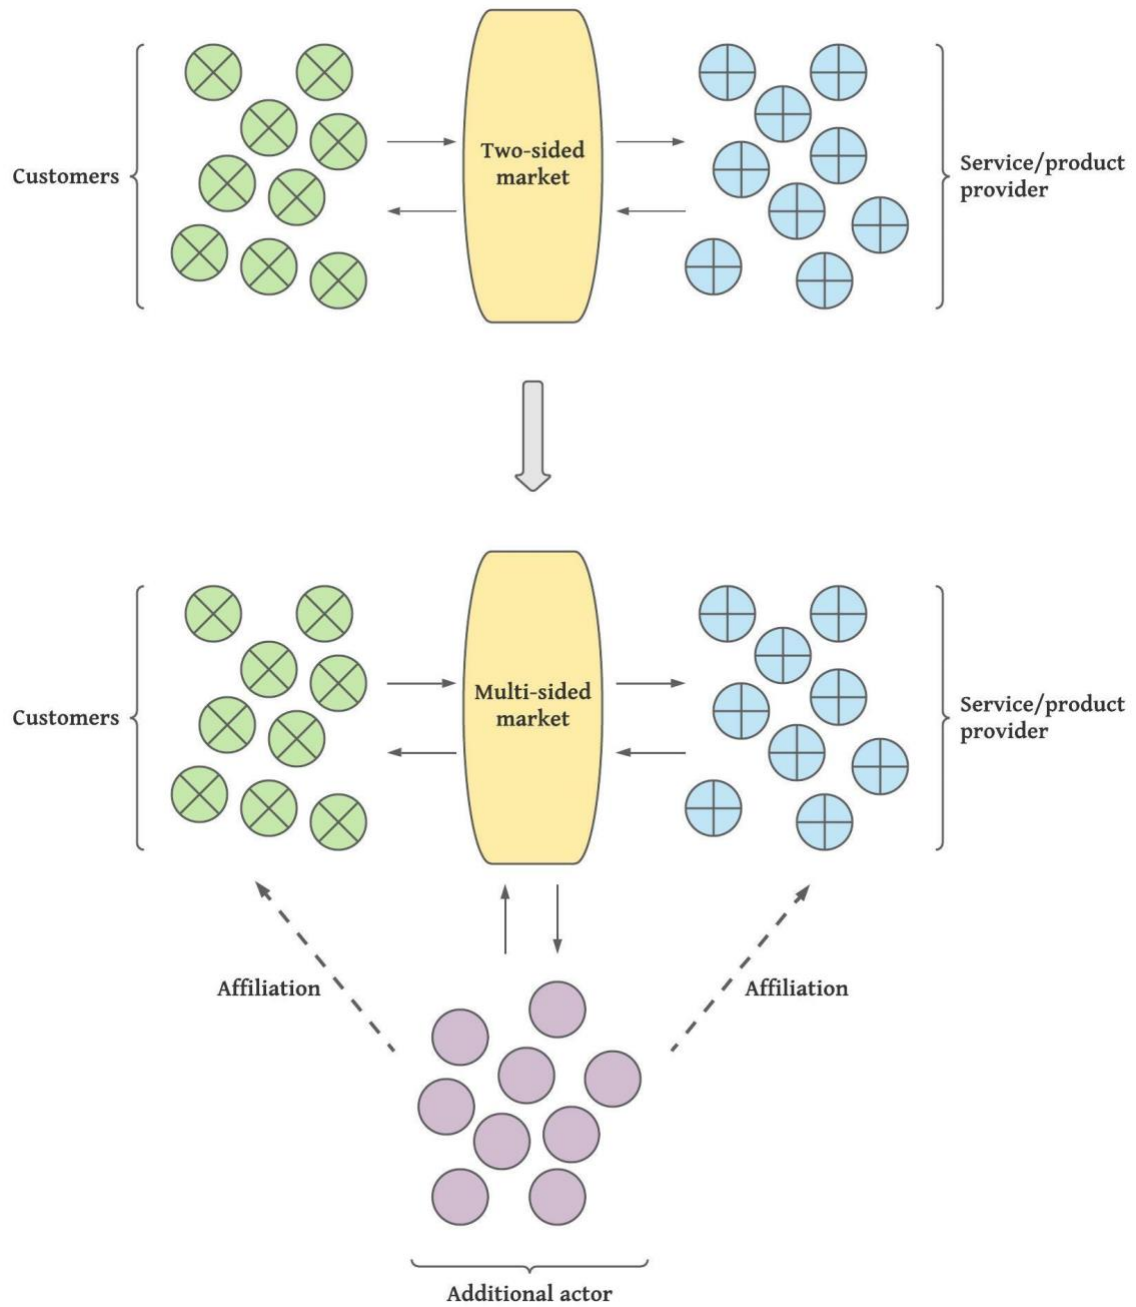 Customers
Two-sided
market
Service/product
provider
Customers
Multi-sided
market
Service/product
provider
Affiliation
Affiliation
Additional actor